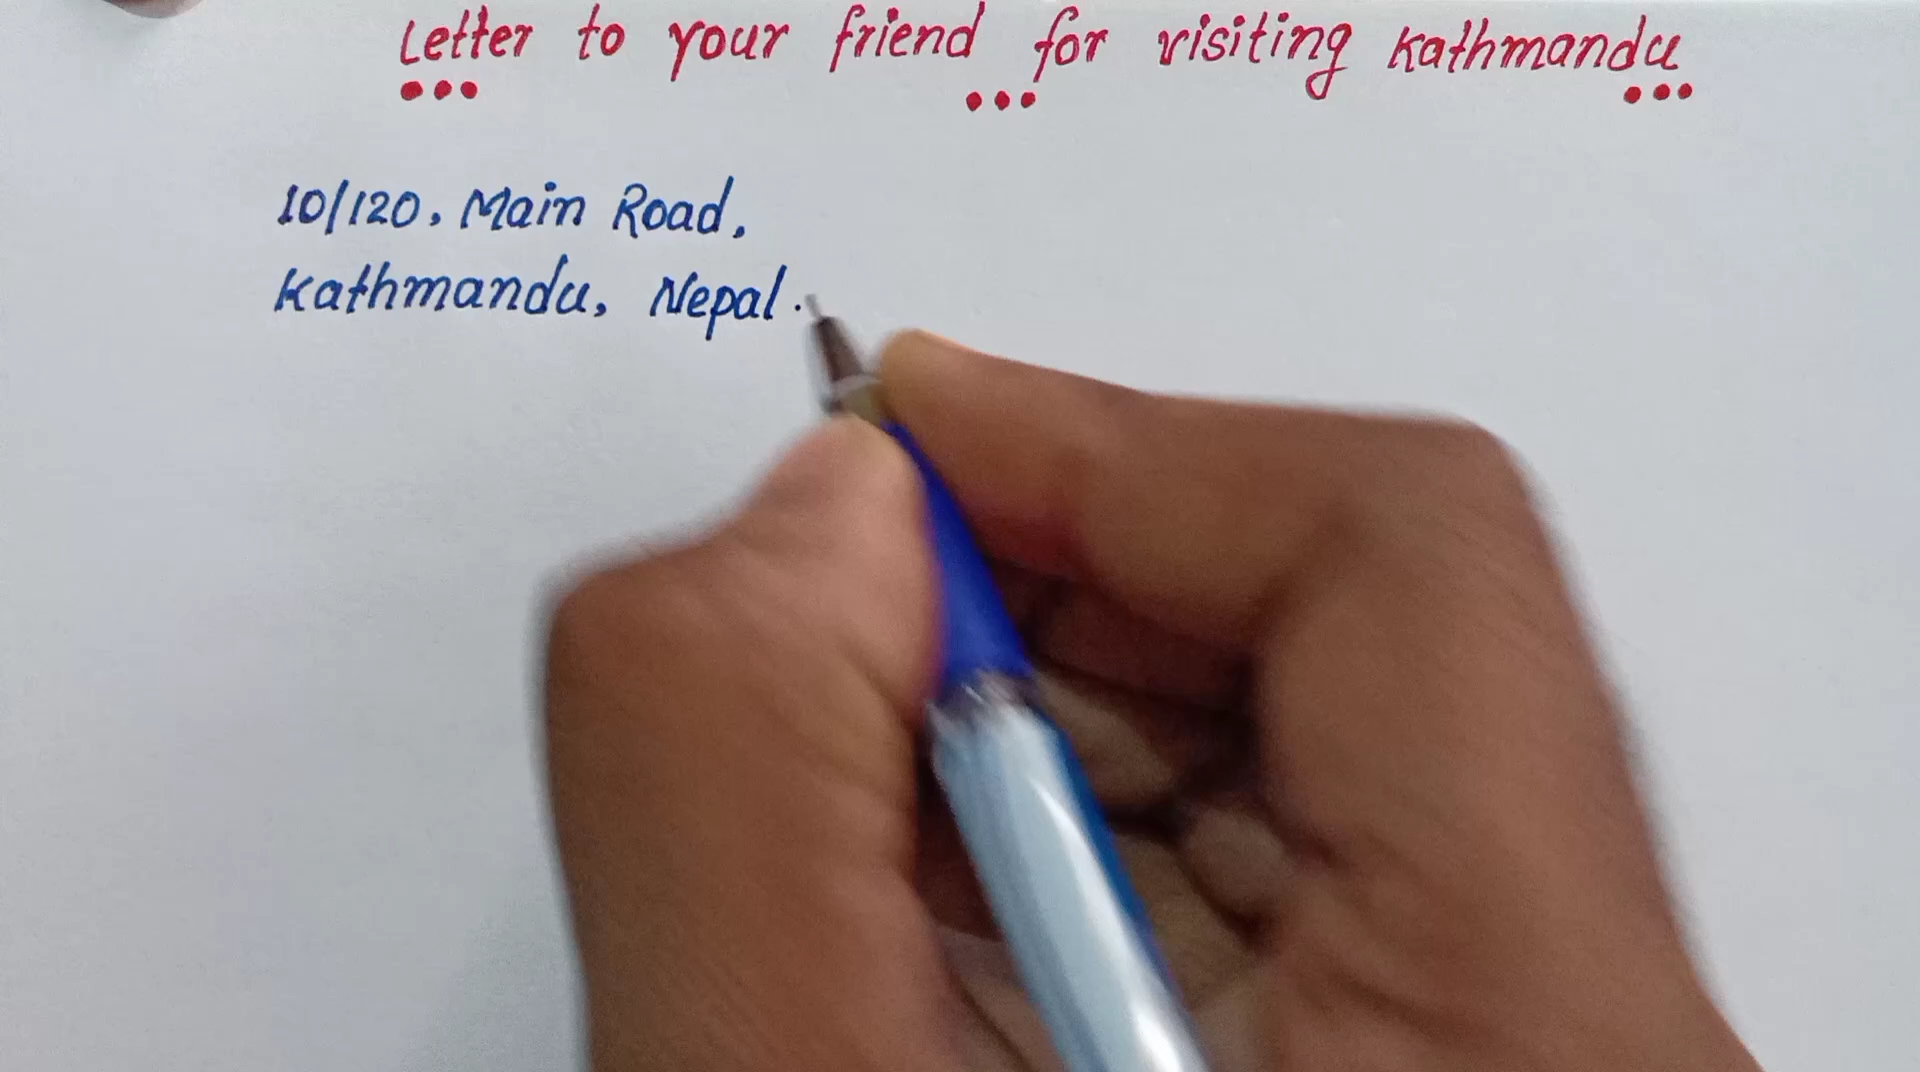 Letter to your friend for visiting Kathmandu
10/120, Main Road,
Kathmandu, Nepal.